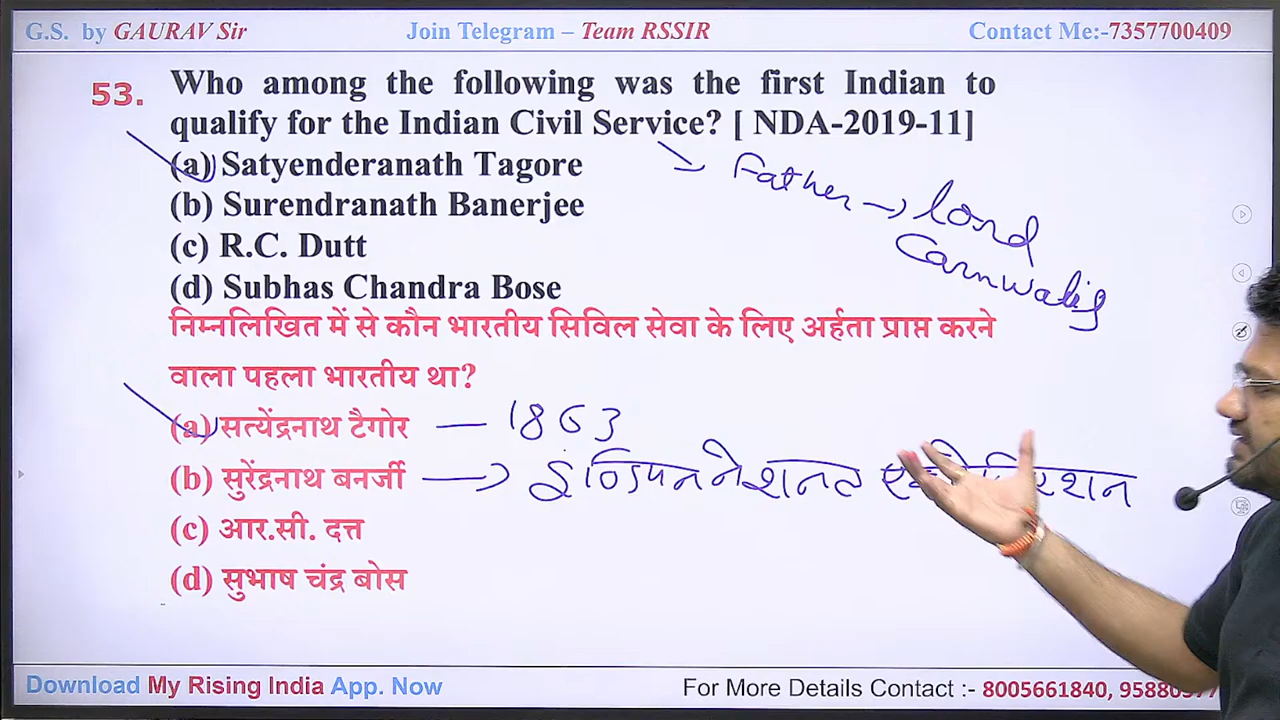 G.S. by GAURAV Sir
Join Telegram – Team RSSIR
Contact Me:-7357700409
53. Who among the following was the first Indian to
qualify for the Indian Civil Service? [ NDA-2019-11]
(a) Satyenderanath Tagore
(b) Surendranath Banerjee
(c) R.C. Dutt
(d) Subhas Chandra Bose
Father → Lord
Carnwalis
निम्नलिखित में से कौन भारतीय सिविल सेवा के लिए अर्हता प्राप्त करने
वाला पहला भारतीय था?
(a) सत्येंद्रनाथ टैगोर — 1863
(b) सुरेंद्रनाथ बनर्जी → इण्डियन नेशनल
(c) आर.सी. दत्त
(d) सुभाष चंद्र बोस
Download My Rising India App. Now
For More Details Contact :- 8005661840,